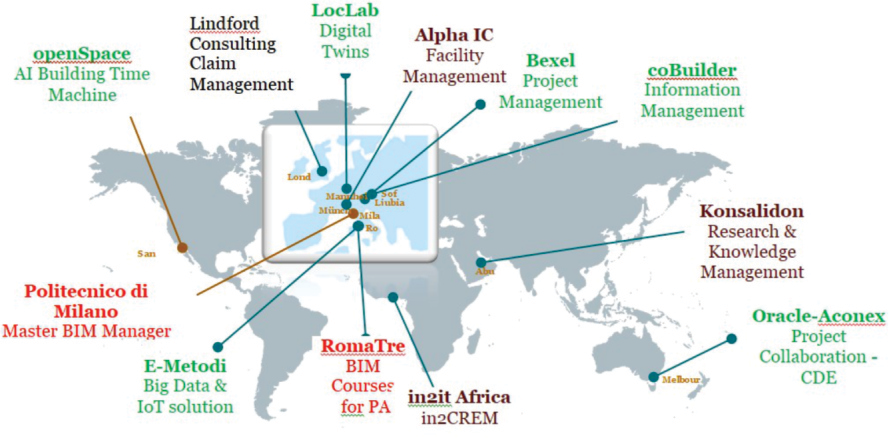 openSpace
AI Building Time
Machine
Lindford
Consulting
Claim
Management
LocLab
Digital
Twins
Alpha IC
Facility
Management
Bexel
Project
Management
coBuilder
Information
Management
Lond
Sof
Ljubia
Mila
Ro
San
Abu
Melbour
Konsalidon
Research &
Knowledge
Management
Politecnico di
Milano
Master BIM Manager
E-Metodi
Big Data &
IoT solution
RomaTre
BIM
Courses
for PA
in2it Africa
in2CREM
Oracle-Aconex
Project
Collaboration -
CDE